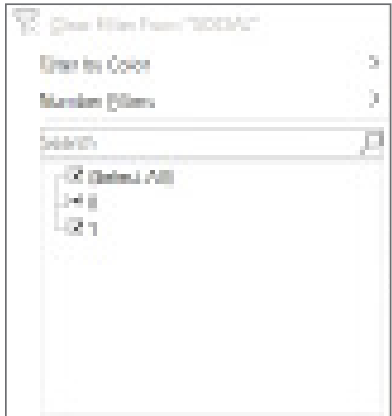 Clear Filter From
Filter by Color
Number Filters
Search
(Select All)
0
1